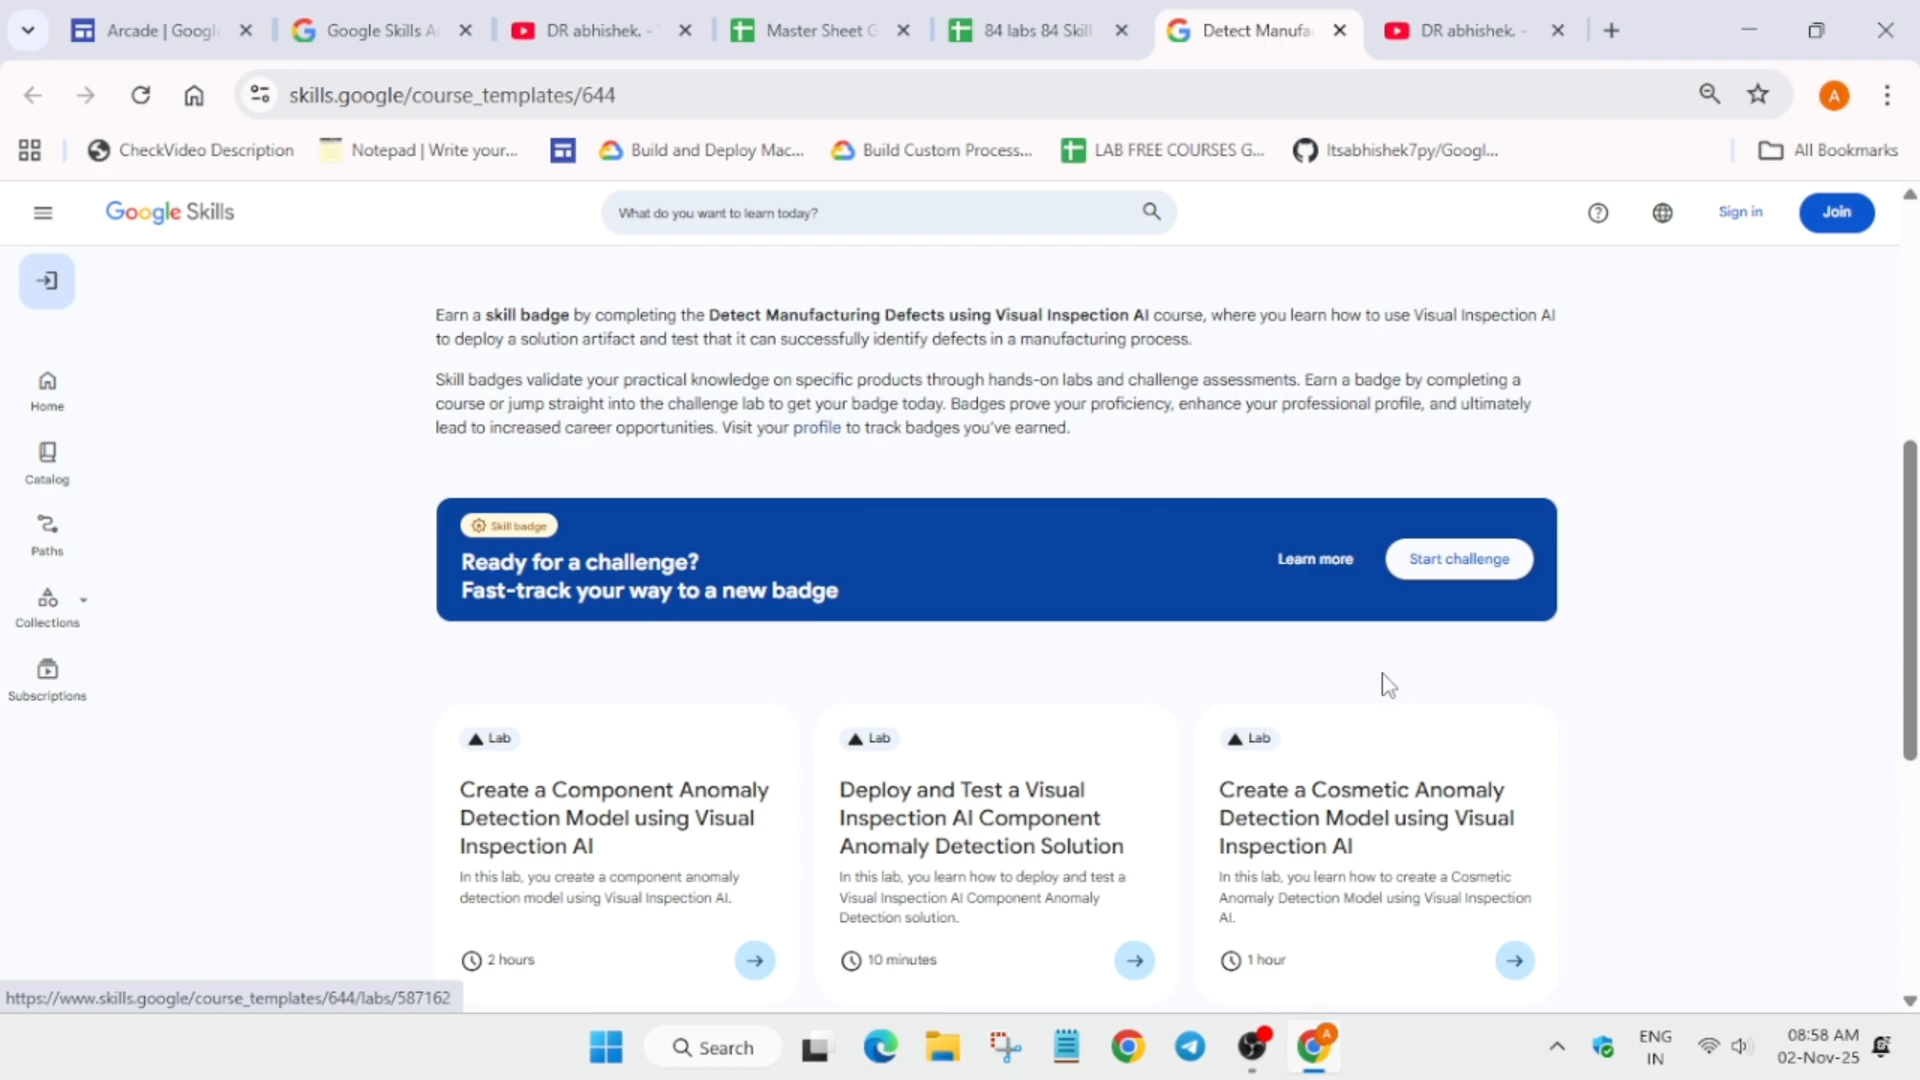 Arcade | Googl
Google Skills A
DR abhishek. -
Master Sheet G
84 labs 84 Skill
Detect Manufa
DR abhishek. -
skills.google/course_templates/644
A
CheckVideo Description
Notepad | Write your...
Build and Deploy Mac...
Build Custom Process...
LAB FREE COURSES G...
Itsabhishek7py/Googl...
All Bookmarks
Google Skills
What do you want to learn today?
Sign in
Join
Home
Catalog
Paths
Collections
Subscriptions
Earn a skill badge by completing the Detect Manufacturing Defects using Visual Inspection AI course, where you learn how to use Visual Inspection AI
to deploy a solution artifact and test that it can successfully identify defects in a manufacturing process.
Skill badges validate your practical knowledge on specific products through hands-on labs and challenge assessments. Earn a badge by completing a
course or jump straight into the challenge lab to get your badge today. Badges prove your proficiency, enhance your professional profile, and ultimately
lead to increased career opportunities. Visit your profile to track badges you've earned.
Skill badge
Ready for a challenge?
Fast-track your way to a new badge
Learn more
Start challenge
Lab
Create a Component Anomaly
Detection Model using Visual
Inspection AI
In this lab, you create a component anomaly
detection model using Visual Inspection AI.
2 hours
Lab
Deploy and Test a Visual
Inspection AI Component
Anomaly Detection Solution
In this lab, you learn how to deploy and test a
Visual Inspection AI Component Anomaly
Detection solution.
10 minutes
Lab
Create a Cosmetic Anomaly
Detection Model using Visual
Inspection AI
In this lab, you learn how to create a Cosmetic
Anomaly Detection Model using Visual Inspection
AI.
1 hour
https://www.skills.google/course_templates/644/labs/587162
Search
A
ENG
IN
08:58 AM
02-Nov-25